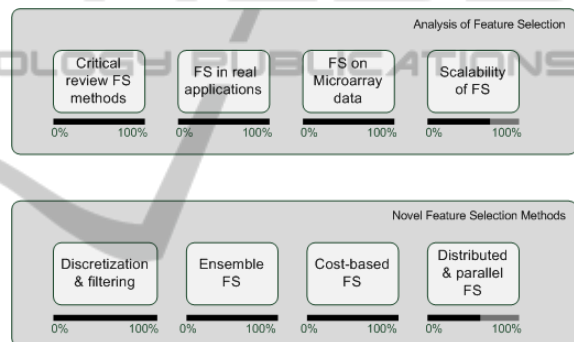 Analysis of Feature Selection
Critical
review FS
methods
FS in real
applications
FS on
Microarray
data
Scalability
of FS
0% 100% 0% 100% 0% 100% 0% 100%
OLOGY PUBLICATIONS
Novel Feature Selection Methods
Discretization
& filtering
Ensemble
FS
Cost-based
FS
Distributed
& parallel
FS
0% 100% 0% 100% 0% 100% 0% 100%